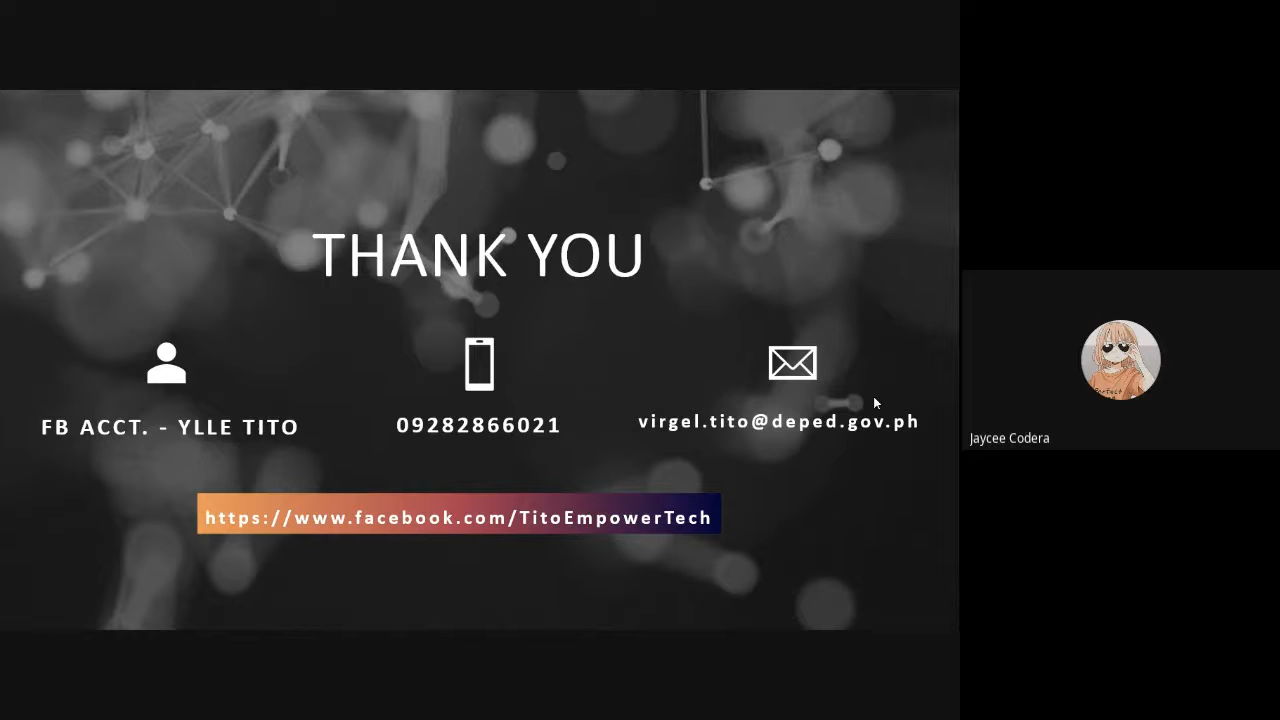 THANK YOU
FB ACCT. - YLLE TITO
09282866021
virgel.tito@deped.gov.ph
https://www.facebook.com/TitoEmpowerTech
Jaycee Codera